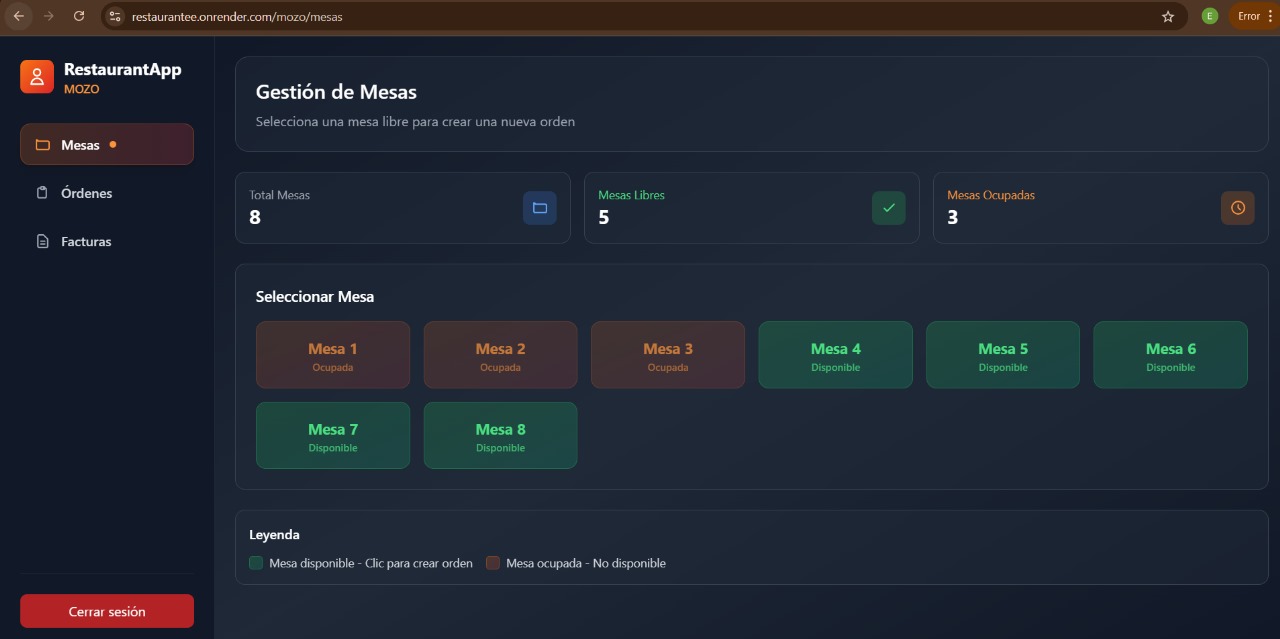 restaurantee.onrender.com/mozo/mesas
E
Error
RestaurantApp
MOZO
Mesas
Órdenes
Facturas
Cerrar sesión
Gestión de Mesas
Selecciona una mesa libre para crear una nueva orden
Total Mesas
8
Mesas Libres
5
Mesas Ocupadas
3
Seleccionar Mesa
Mesa 1
Ocupada
Mesa 2
Ocupada
Mesa 3
Ocupada
Mesa 4
Disponible
Mesa 5
Disponible
Mesa 6
Disponible
Mesa 7
Disponible
Mesa 8
Disponible
Leyenda
Mesa disponible - Clic para crear orden
Mesa ocupada - No disponible